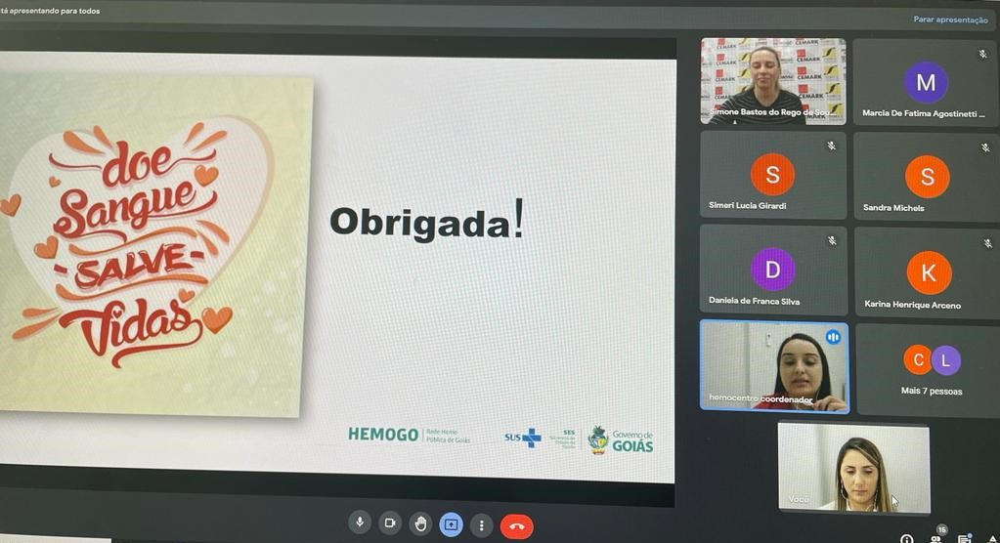 tá apresentando para todos
Parar apresentação
doe
Sangue
SALVE
Vidas
Obrigada!
HEMOGO
Rede Hemo
Pública de Goiás
SUS
SES
Governo de
GOIÁS
CEMARK
Simone Bastos do Rego de Sou...
M
Marcia De Fatima Agostinetti ...
S
Simeri Lucia Girardi
S
Sandra Michels
D
Daniela de Franca Silva
K
Karina Henrique Arceno
hemocentro coordenador
C L
Mais 7 pessoas
Você
15